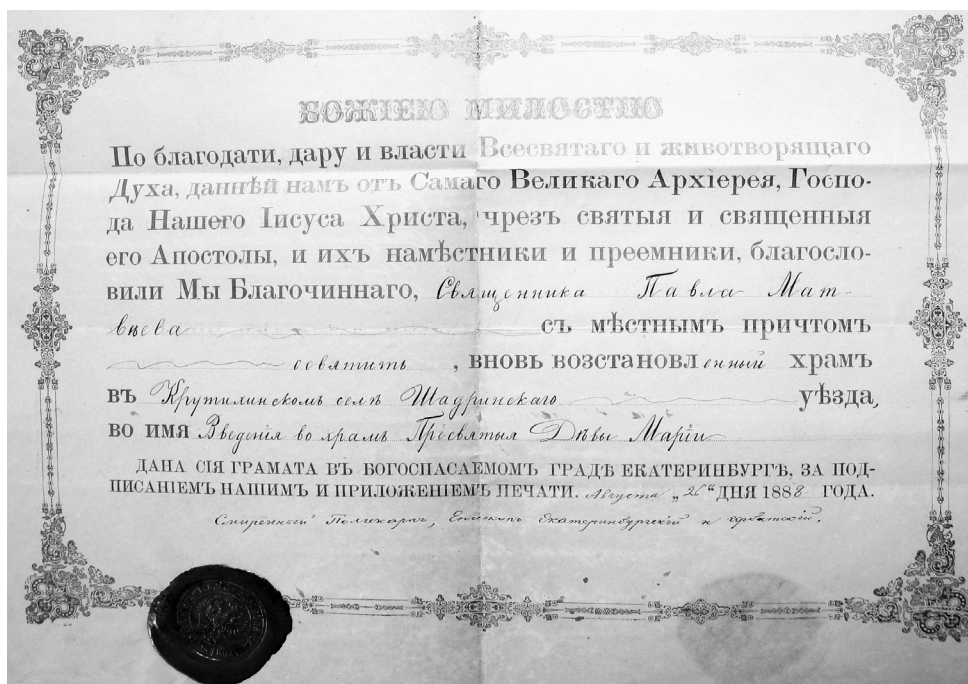 БОЖІЕЮ МИЛОСТІЮ
По благодати, дару и власти Всесвятаго и животворящаго
Духа, даннѣй намъ отъ Самаго Великаго Архіерея, Госпо-
да Нашего Іисуса Христа, чрезъ святыя и священныя
его Апостолы, и ихъ намѣстники и преемники, благосло-
вили Мы Благочиннаго, Священника Павла Мат-
вѣева съ мѣстнымъ причтомъ
освятить, вновь возстановленный храмъ
въ Крутилинскомъ селѣ Шадринскаго уѣзда,
во имя Введенія во храмъ Пресвятыя Дѣвы Маріи
ДАНА СІЯ ГРАМАТА ВЪ БОГОСПАСАЕМОМЪ ГРАДѢ ЕКАТЕРИНБУРГѢ, ЗА ПОД-
ПИСАНІЕМЪ НАШИМЪ И ПРИЛОЖЕНІЕМЪ ПЕЧАТИ. Августа „26" ДНЯ 1888 ГОДА.
Смиренный Поликарпъ, Епископъ Екатеринбургскій и Ирбитскій.